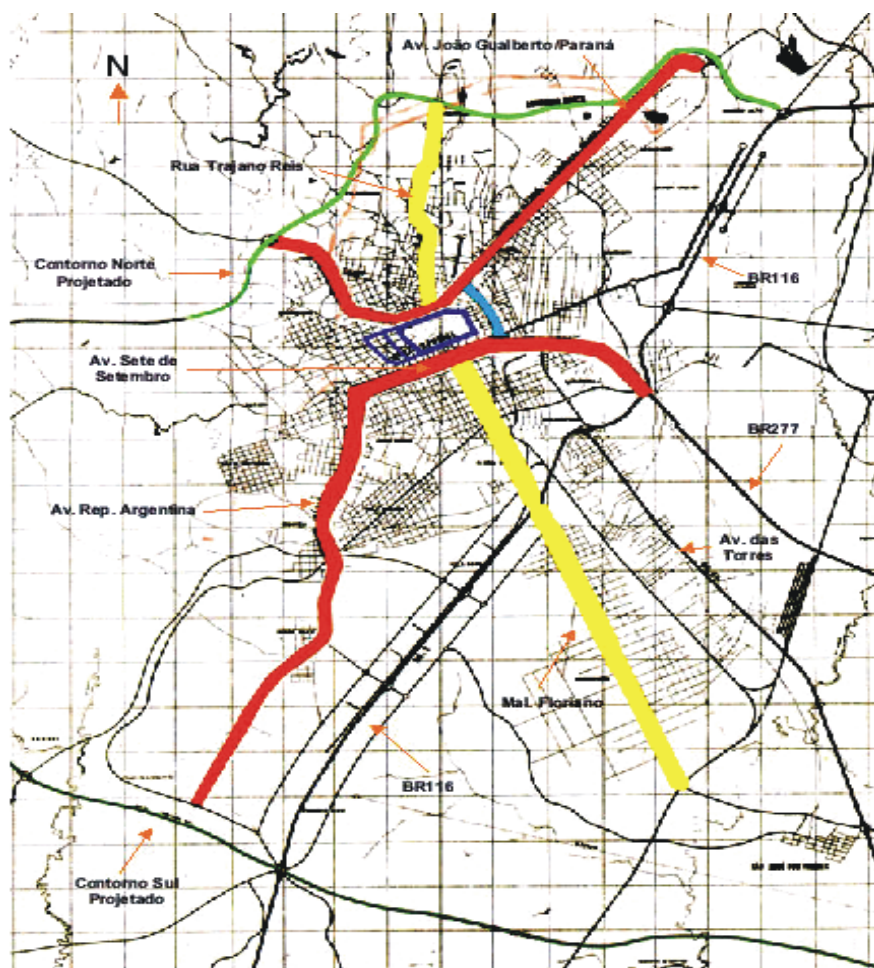 Av. João Gualberto/Paraná
N
Rua Trajano Reis
Contorno Norte
Projetado
BR116
Av. Sete de
Setembro
BR277
Av. Rep. Argentina
Av. das
Torres
Mal. Floriano
BR116
Contorno Sul
Projetado